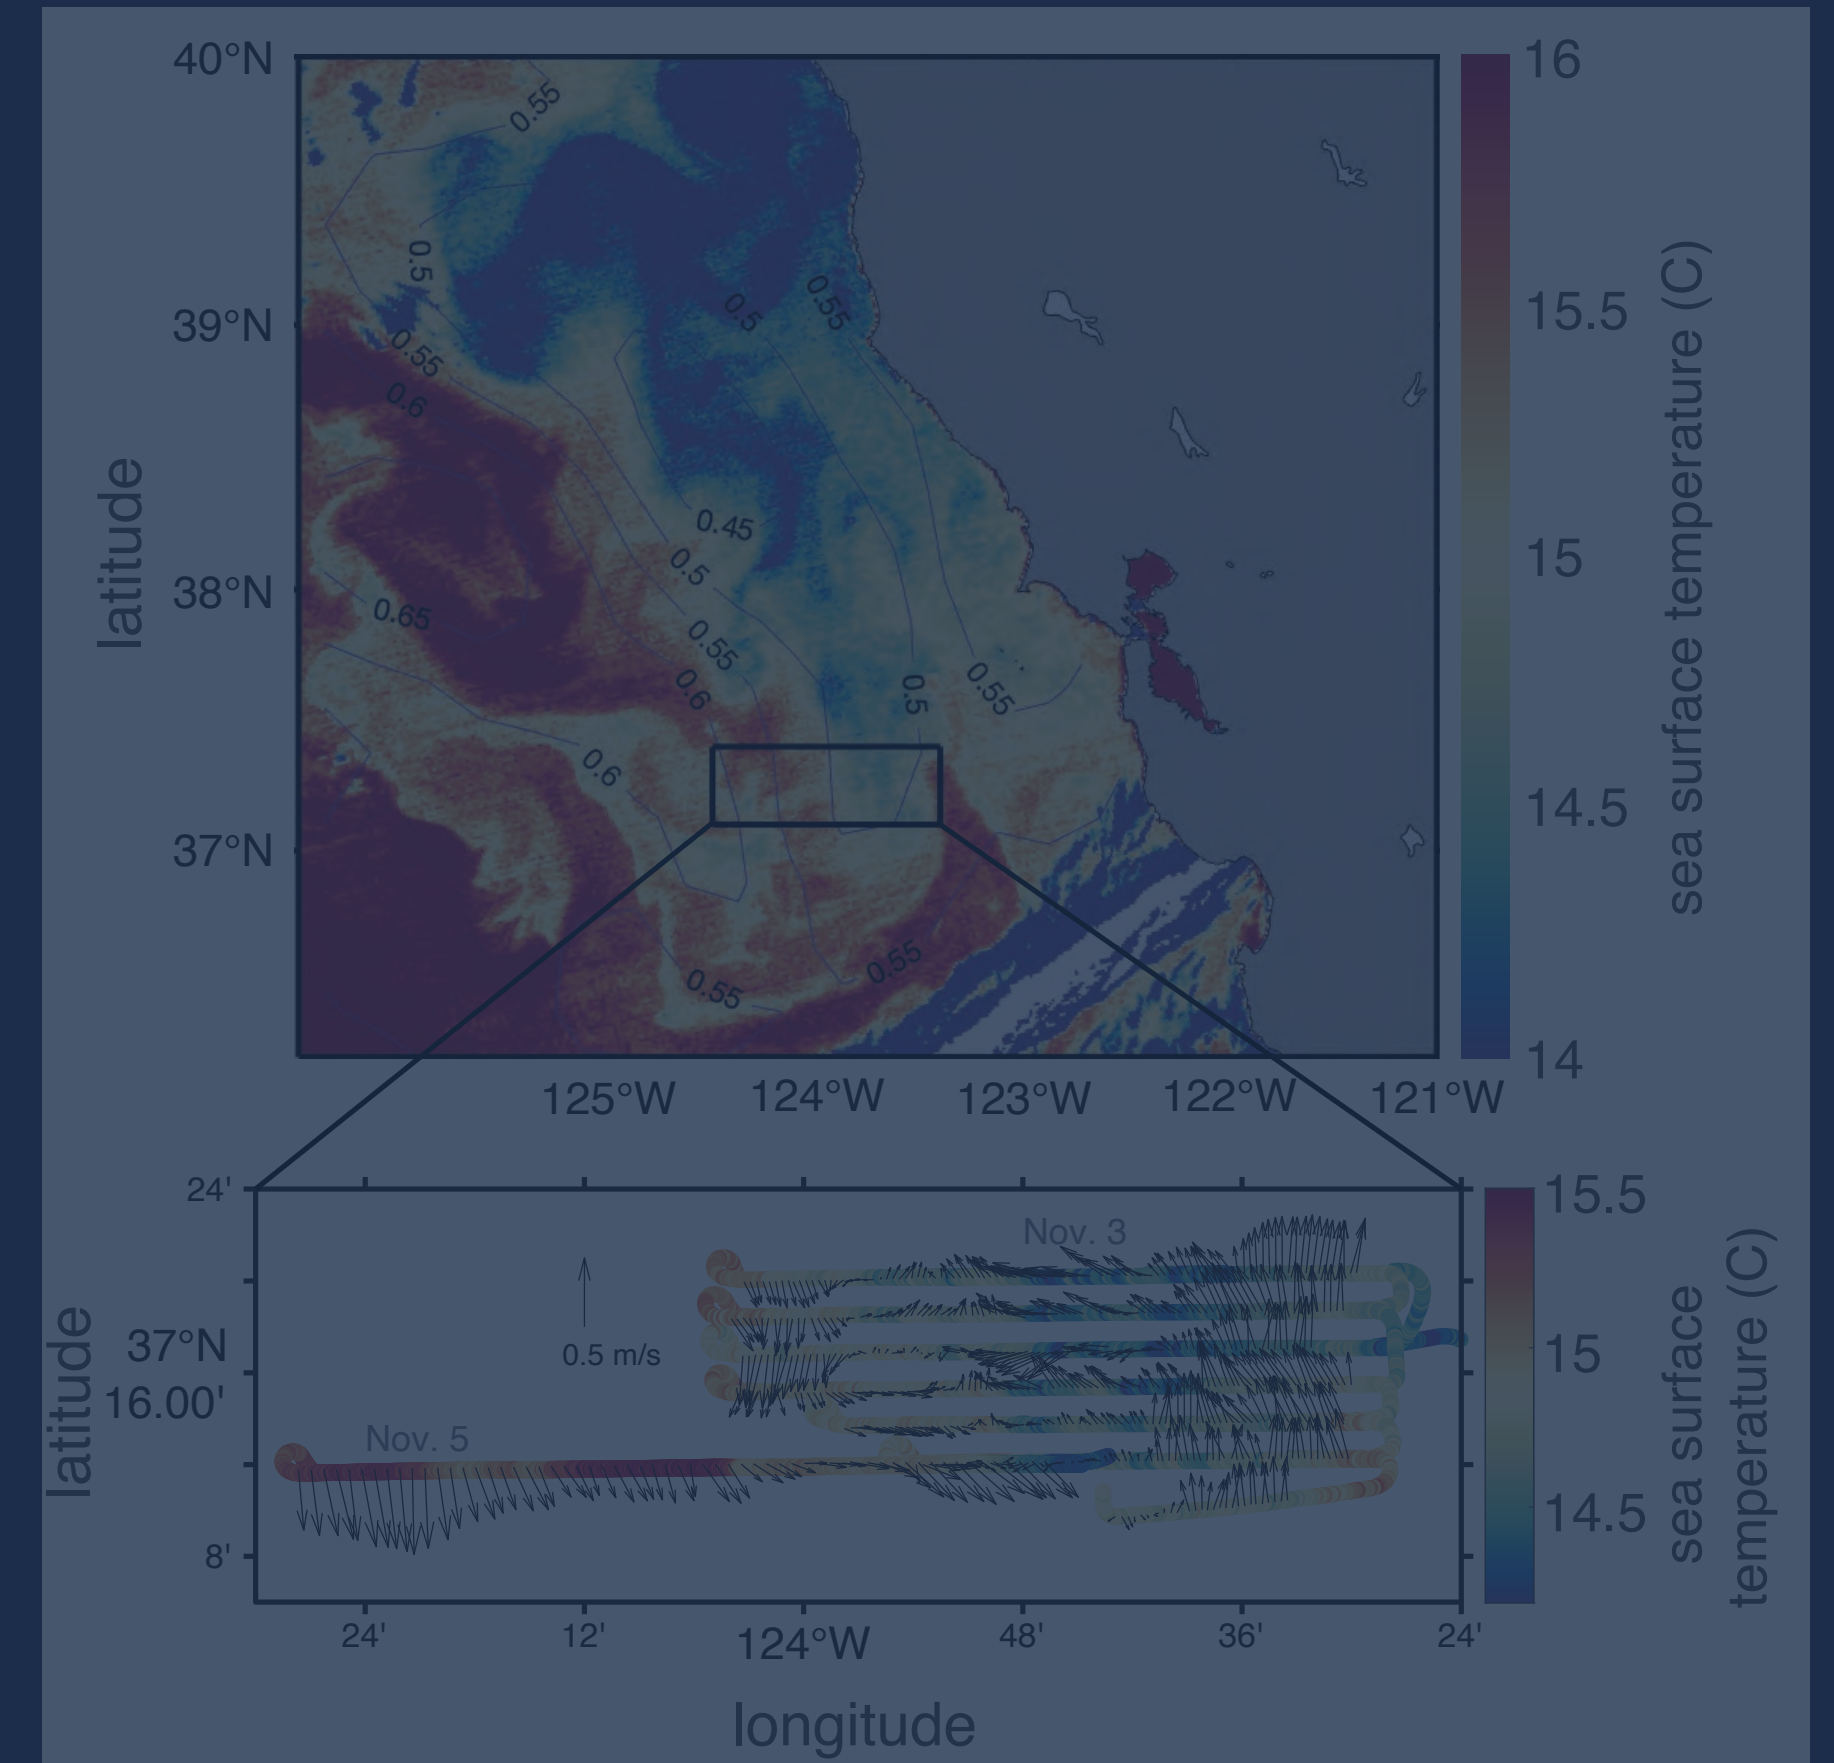 40°N
39°N
38°N
37°N
latitude
0.55
0.5
0.55
0.6
0.5
0.55
0.45
0.5
0.65
0.55
0.6
0.5
0.55
0.6
0.55
0.55
125°W
124°W
123°W
122°W
121°W
16
15.5
15
14.5
14
sea surface temperature (C)
24'
37°N
16.00'
8'
latitude
Nov. 3
0.5 m/s
Nov. 5
24'
12'
124°W
48'
36'
24'
longitude
15.5
15
14.5
sea surface
temperature (C)